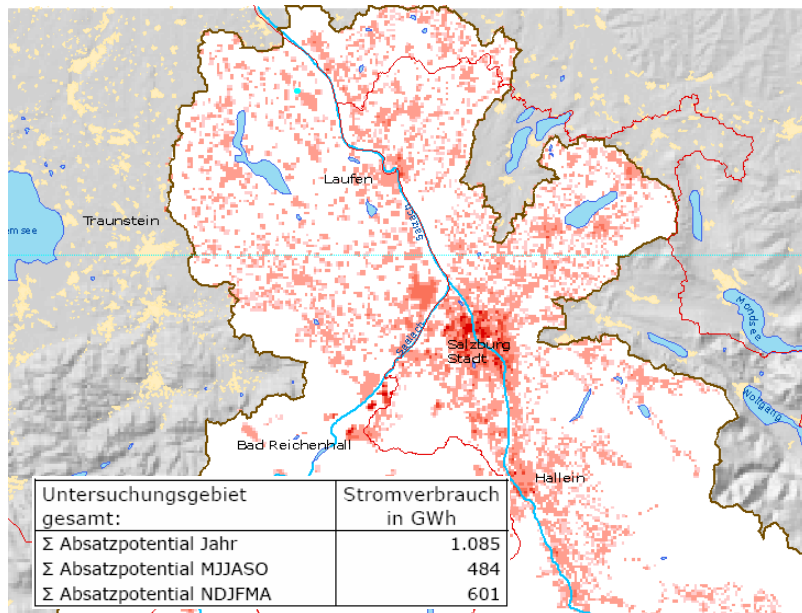 Laufen
Traunstein
emsee
Salzach
Mondsee
Saalach
Salzburg
Stadt
Wolfgang
Bad Reichenhall
Hallein
Untersuchungsgebiet gesamt: Stromverbrauch in GWh
Σ Absatzpotential Jahr 1.085
Σ Absatzpotential MJJASO 484
Σ Absatzpotential NDJFMA 601